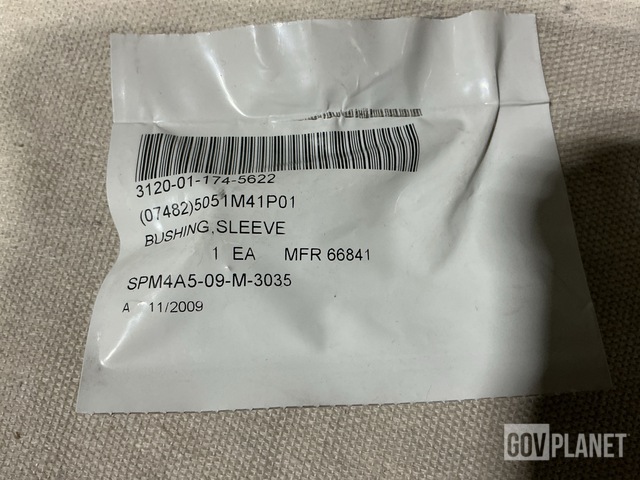 3120-01-174-5622
(07482)5051M41P01
BUSHING,SLEEVE
1 EA MFR 66841
SPM4A5-09-M-3035
A 11/2009
GOVPLANET